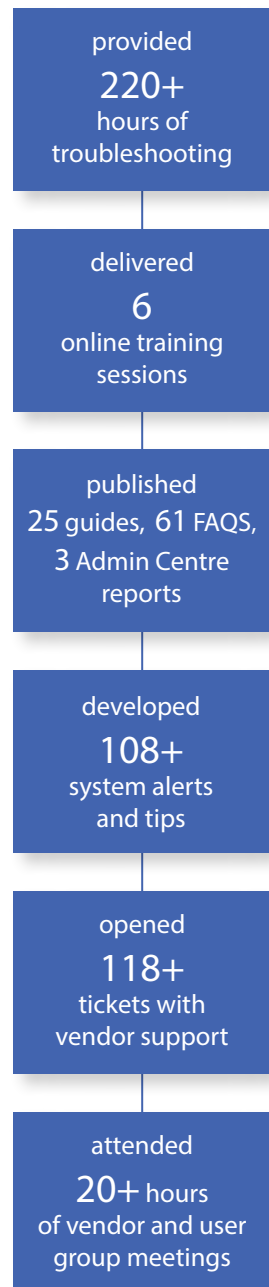 provided
220+
hours of
troubleshooting
delivered
6
online training
sessions
published
25 guides, 61 FAQS,
3 Admin Centre
reports
developed
108+
system alerts
and tips
opened
118+
tickets with
vendor support
attended
20+ hours
of vendor and user
group meetings